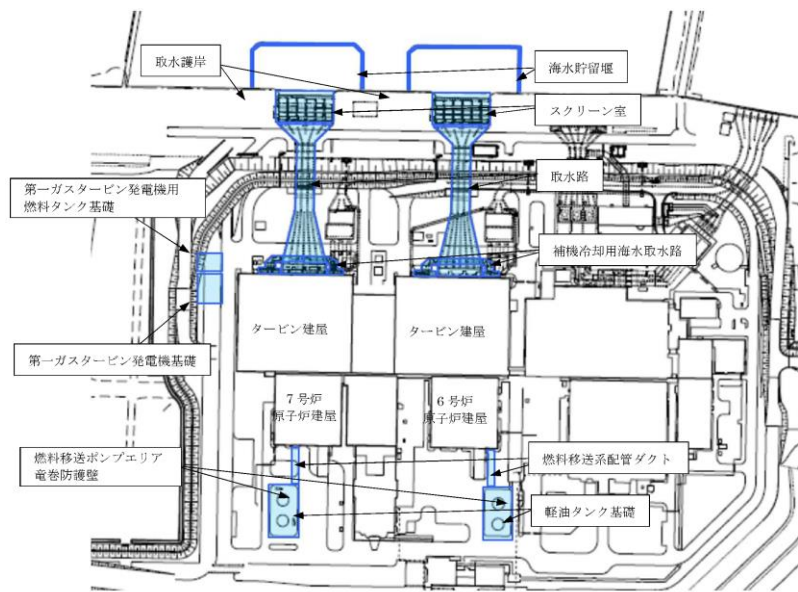 取水護岸
海水貯留堰
スクリーン室
取水路
第一ガスタービン発電機用
燃料タンク基礎
補機冷却用海水取水路
タービン建屋
タービン建屋
第一ガスタービン発電機基礎
7号炉
原子炉建屋
6号炉
原子炉建屋
燃料移送ポンプエリア
竜巻防護壁
燃料移送系配管ダクト
軽油タンク基礎